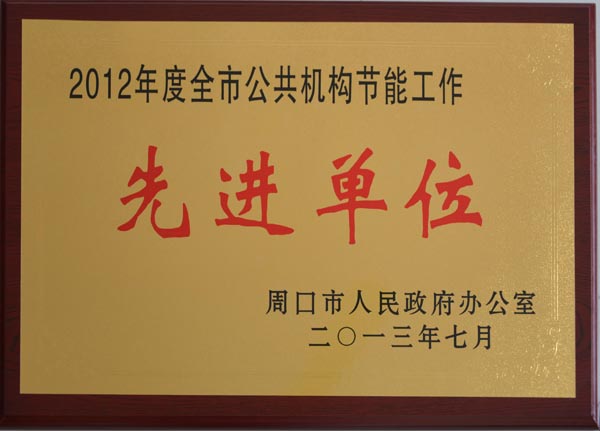 2012年度全市公共机构节能工作
先进单位
周口市人民政府办公室
二〇一三年七月